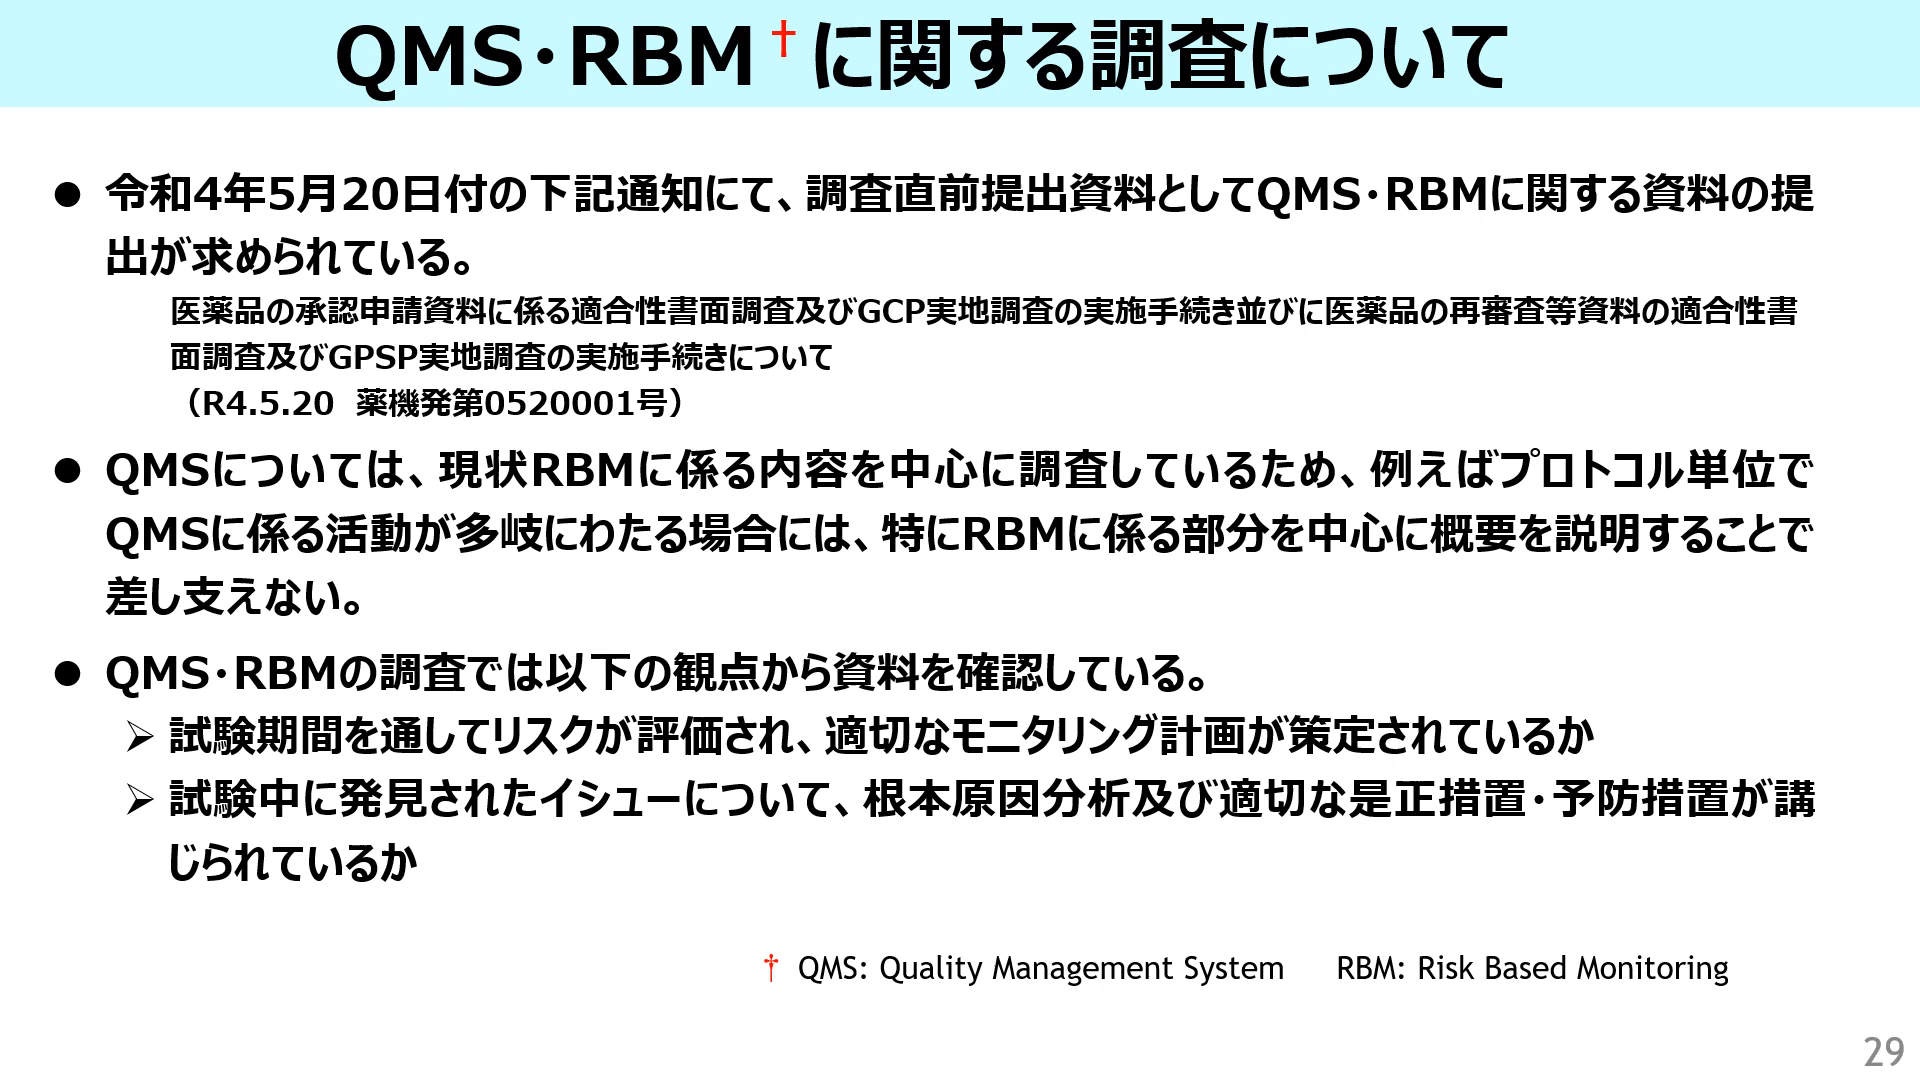 QMS・RBM†に関する調査について
● 令和4年5月20日付の下記通知にて、調査直前提出資料としてQMS・RBMに関する資料の提
出が求められている。
医薬品の承認申請資料に係る適合性書面調査及びGCP実地調査の実施手続き並びに医薬品の再審査等資料の適合性書
面調査及びGPSP実地調査の実施手続きについて
（R4.5.20 薬機発第0520001号）
● QMSについては、現状RBMに係る内容を中心に調査しているため、例えばプロトコル単位で
QMSに係る活動が多岐にわたる場合には、特にRBMに係る部分を中心に概要を説明することで
差し支えない。
● QMS・RBMの調査では以下の観点から資料を確認している。
➢ 試験期間を通してリスクが評価され、適切なモニタリング計画が策定されているか
➢ 試験中に発見されたイシューについて、根本原因分析及び適切な是正措置・予防措置が講
じられているか
† QMS: Quality Management System RBM: Risk Based Monitoring
29